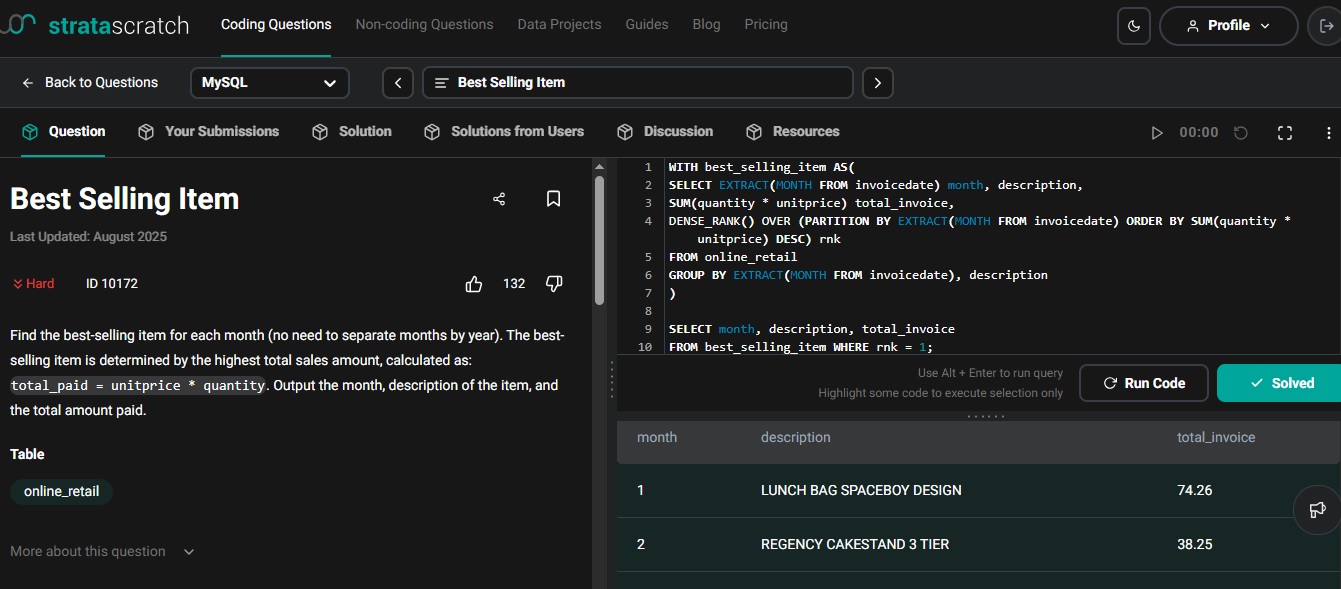 stratascratch
Coding Questions
Non-coding Questions
Data Projects
Guides
Blog
Pricing
Profile
Back to Questions
MySQL
Best Selling Item
Question
Your Submissions
Solution
Solutions from Users
Discussion
Resources
00:00
Best Selling Item
Last Updated: August 2025
Hard
ID 10172
132
Find the best-selling item for each month (no need to separate months by year). The best-
selling item is determined by the highest total sales amount, calculated as:
total_paid = unitprice * quantity. Output the month, description of the item, and
the total amount paid.
Table
online_retail
More about this question
1 WITH best_selling_item AS(
2 SELECT EXTRACT(MONTH FROM invoicedate) month, description,
3 SUM(quantity * unitprice) total_invoice,
4 DENSE_RANK() OVER (PARTITION BY EXTRACT(MONTH FROM invoicedate) ORDER BY SUM(quantity *
unitprice) DESC) rnk
5 FROM online_retail
6 GROUP BY EXTRACT(MONTH FROM invoicedate), description
7 )
8
9 SELECT month, description, total_invoice
10 FROM best_selling_item WHERE rnk = 1;
Use Alt + Enter to run query
Highlight some code to execute selection only
Run Code
Solved
month description total_invoice
1 LUNCH BAG SPACEBOY DESIGN 74.26
2 REGENCY CAKESTAND 3 TIER 38.25